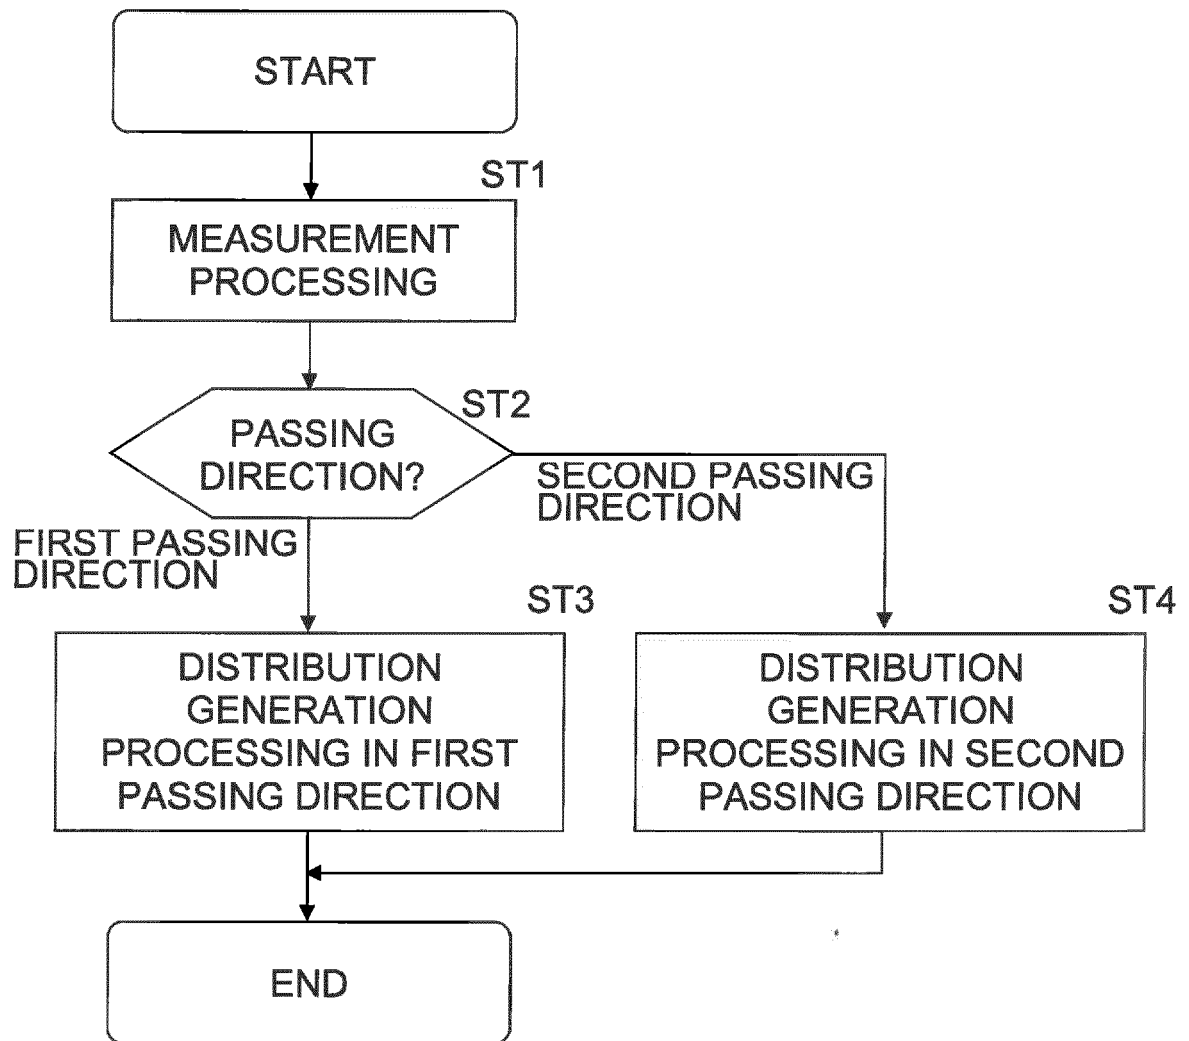 START
ST1
MEASUREMENT
PROCESSING
ST2
PASSING
DIRECTION?
SECOND PASSING
DIRECTION
FIRST PASSING
DIRECTION
ST3
DISTRIBUTION
GENERATION
PROCESSING IN FIRST
PASSING DIRECTION
ST4
DISTRIBUTION
GENERATION
PROCESSING IN SECOND
PASSING DIRECTION
END